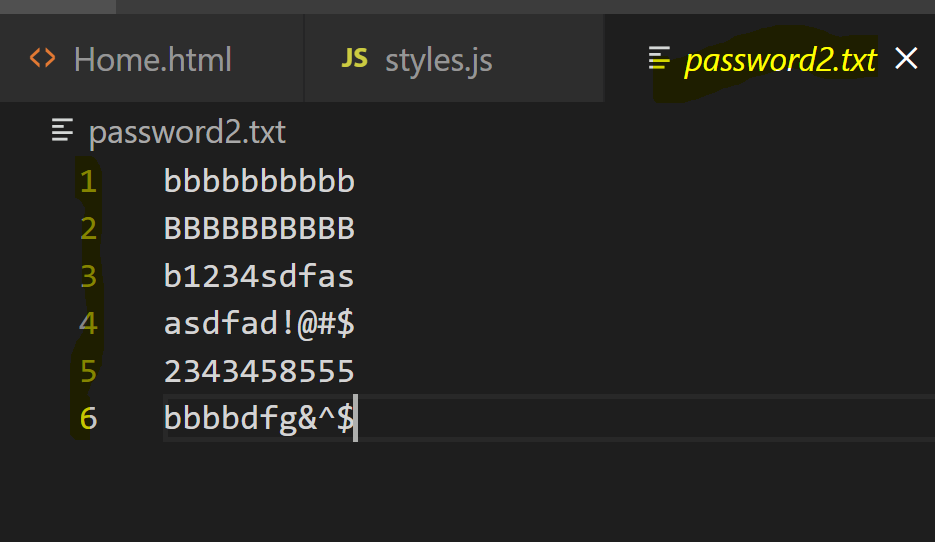 Home.html JS styles.js password2.txt
password2.txt
1 bbbbbbbbbb
2 BBBBBBBBBB
3 b1234sdfas
4 asdfad!@#$
5 2343458555
6 bbbbdfg&^$